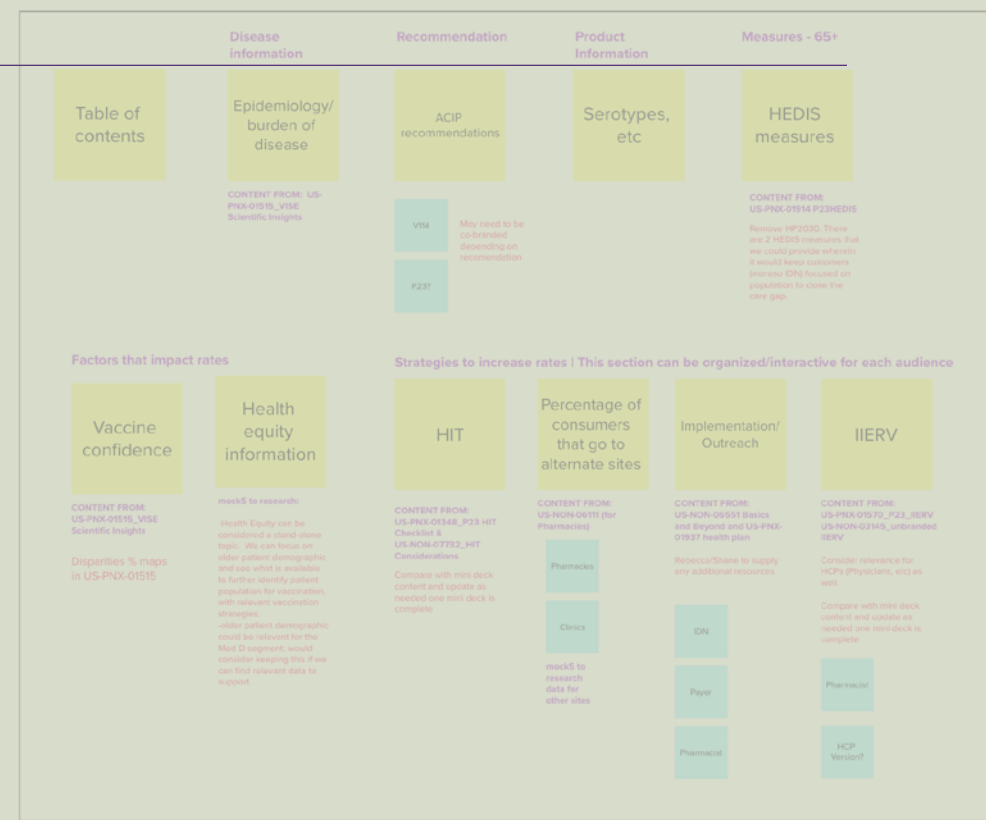 Disease
information
Recommendation
Product
Information
Measures - 65+
Table of
contents
Epidemiology/
burden of
disease
ACIP
recommendations
Serotypes,
etc
HEDIS
measures
CONTENT FROM: US-
PNX-01515_VISE
Scientific Insights
V114
P23?
May need to be
co-branded
depending on
recomendation
CONTENT FROM:
US-PNX-01914 P23HEDIS
Remove HP2030. There
are 2 HEDIS measures that
we could provide wherein
it would keep customers
IDN) focused on
population to close the
care gap.
Factors that impact rates
Strategies to increase rates | This section can be organized/interactive for each audience
Vaccine
confidence
Health
equity
information
HIT
Percentage of
consumers
that go to
alternate sites
Implementation/
Outreach
IIERV
CONTENT FROM:
US-PNX-01515_VISE
Scientific Insights
Disparities % maps
in US-PNX-01515
mock5 to research:
-Health Equity can be
considered a stand-alone
topic. We can focus on
older patient demographic
and see what is available
to further identify patient
population for vaccination,
with relevant vaccination
strategies.
-older patient demographic
could be relevant for the
Med D segment; would
consider keeping this if we
can find relevant data to
support.
CONTENT FROM:
US-PNX-01348_P23 HIT
Checklist &
US-NON-07732_HIT
Considerations
Compare with mini deck
content and update as
needed one mini deck is
complete
CONTENT FROM:
US-NON-06111 (for
Pharmacies)
Pharmacies
Clinics
mock5 to
research
data for
other sites
CONTENT FROM:
US-NON-06551 Basics
and Beyond and US-PNX-
01937 health plan
Rebecca/Shane to supply
any additional resources
IDN
Payer
Pharmacist
CONTENT FROM:
US-PNX-01570_P23_IIERV
US-NON-03145_unbranded
IIERV
Consider relevance for
HCPs (Physicians, etc) as
well
Compare with mini deck
content and update as
needed one mini deck is
complete
Pharmacist
HCP
Version?